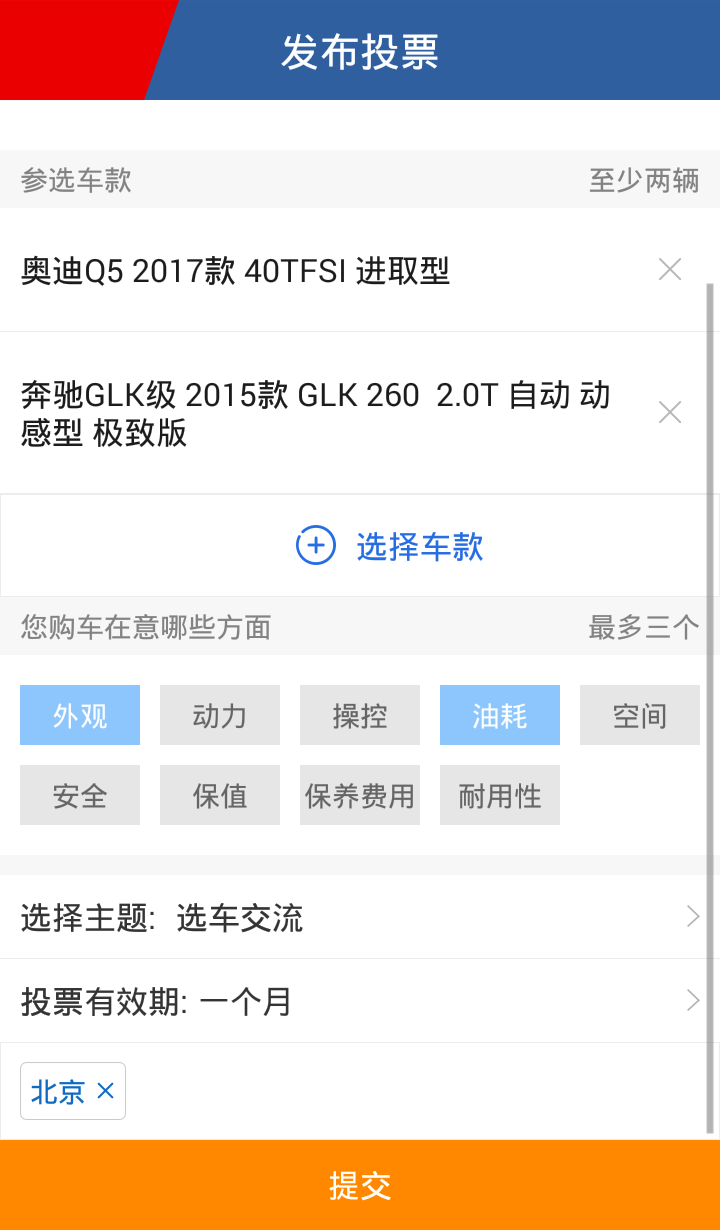 发布投票
参选车款 至少两辆
奥迪Q5 2017款 40TFSI 进取型
奔驰GLK级 2015款 GLK 260  2.0T 自动 动
感型 极致版
选择车款
您购车在意哪些方面 最多三个
外观 动力 操控 油耗 空间
安全 保值 保养费用 耐用性
选择主题: 选车交流
投票有效期: 一个月
北京
提交